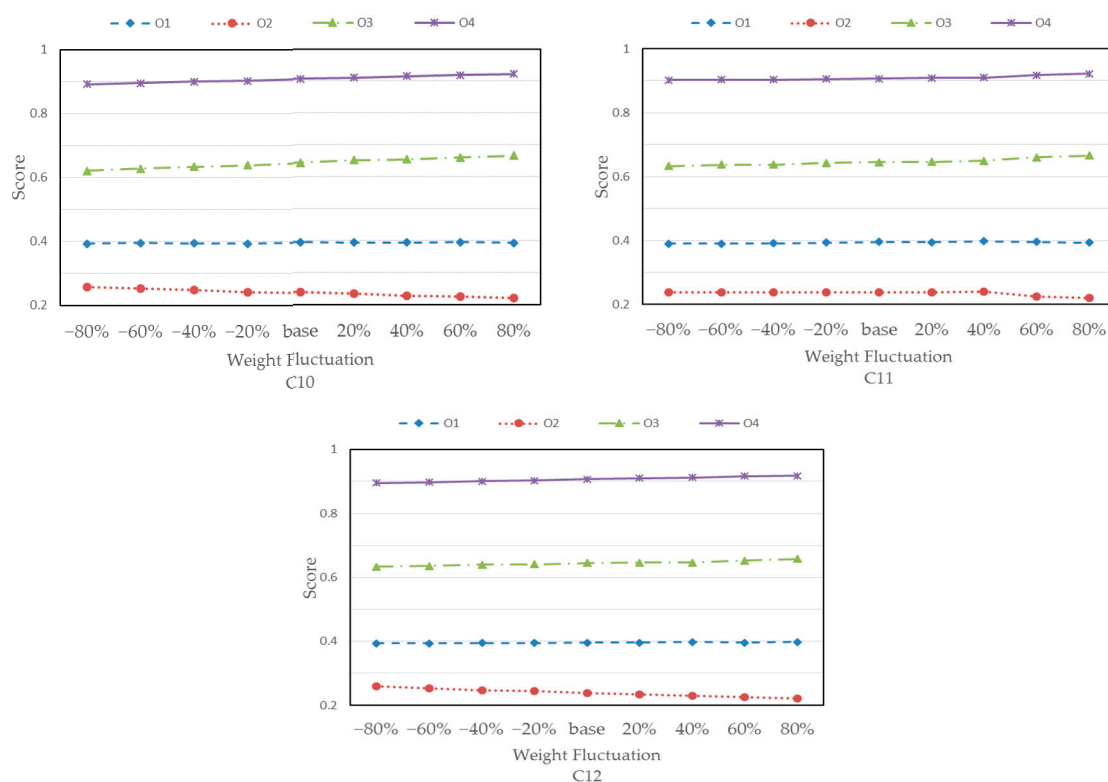 O1 O2 O3 O4
1
0.8
0.6
0.4
0.2
Score
−80% −60% −40% −20% base 20% 40% 60% 80%
Weight Fluctuation
C10
O1 O2 O3 O4
1
0.8
0.6
0.4
0.2
Score
−80% −60% −40% −20% base 20% 40% 60% 80%
Weight Fluctuation
C11
O1 O2 O3 O4
1
0.8
0.6
0.4
0.2
Score
−80% −60% −40% −20% base 20% 40% 60% 80%
Weight Fluctuation
C12